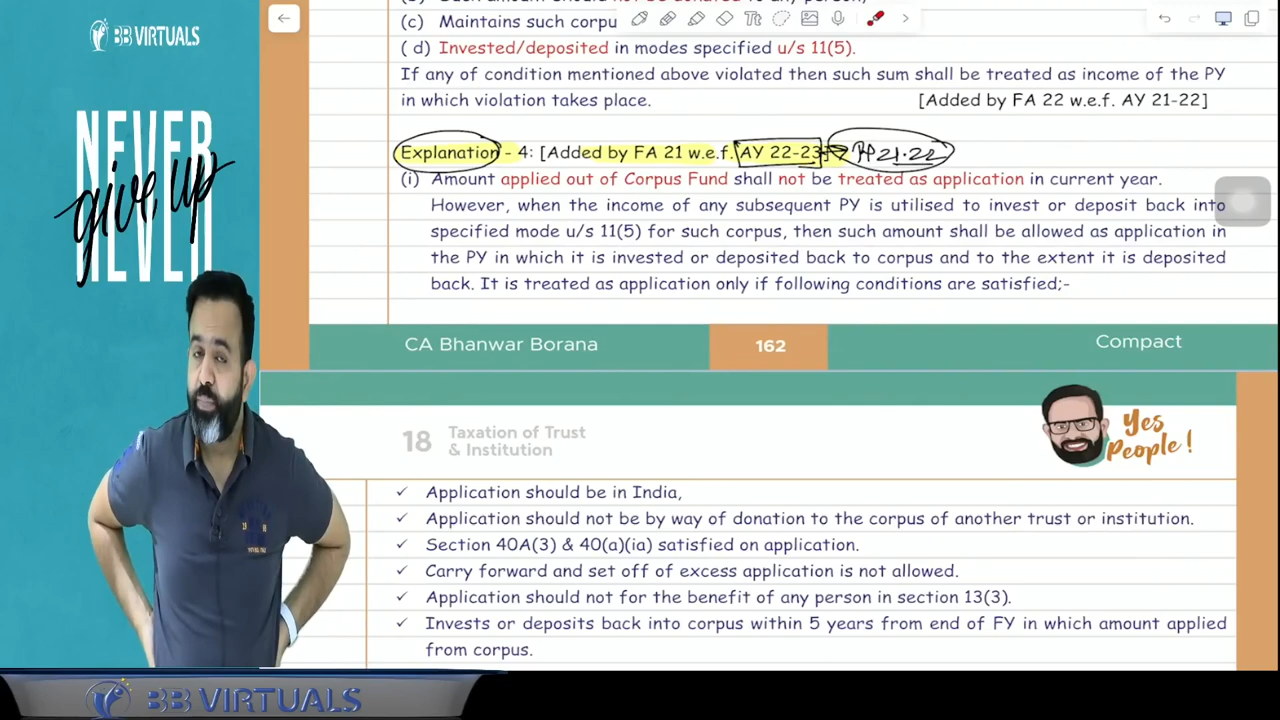 BB VIRTUALS
NEVER
give up
NEVER
(c) Maintains such corpu
( d) Invested/deposited in modes specified u/s 11(5).
If any of condition mentioned above violated then such sum shall be treated as income of the PY
in which violation takes place. [Added by FA 22 w.e.f. AY 21-22]
Explanation - 4: [Added by FA 21 w.e.f. AY 22-23] PY 21-22
(i) Amount applied out of Corpus Fund shall not be treated as application in current year.
However, when the income of any subsequent PY is utilised to invest or deposit back into
specified mode u/s 11(5) for such corpus, then such amount shall be allowed as application in
the PY in which it is invested or deposited back to corpus and to the extent it is deposited
back. It is treated as application only if following conditions are satisfied;-
CA Bhanwar Borana 162 Compact
18 Taxation of Trust
& Institution
Yes
People!
✓ Application should be in India,
✓ Application should not be by way of donation to the corpus of another trust or institution.
✓ Section 40A(3) & 40(a)(ia) satisfied on application.
✓ Carry forward and set off of excess application is not allowed.
✓ Application should not for the benefit of any person in section 13(3).
✓ Invests or deposits back into corpus within 5 years from end of FY in which amount applied
from corpus.
BB VIRTUALS